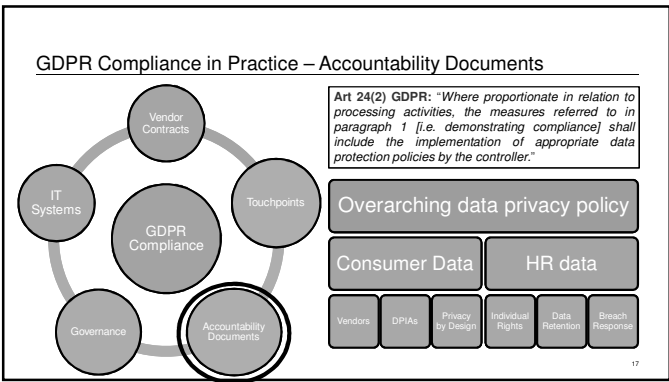 GDPR Compliance in Practice – Accountability Documents
Vendor
Contracts
IT
Systems
Touchpoints
GDPR
Compliance
Governance
Accountability
Documents
Art 24(2) GDPR: “Where proportionate in relation to
processing activities, the measures referred to in
paragraph 1 [i.e. demonstrating compliance] shall
include the implementation of appropriate data
protection policies by the controller.”
Overarching data privacy policy
Consumer Data
HR data
Vendors
DPIAs
Privacy
by Design
Individual
Rights
Data
Retention
Breach
Response
17